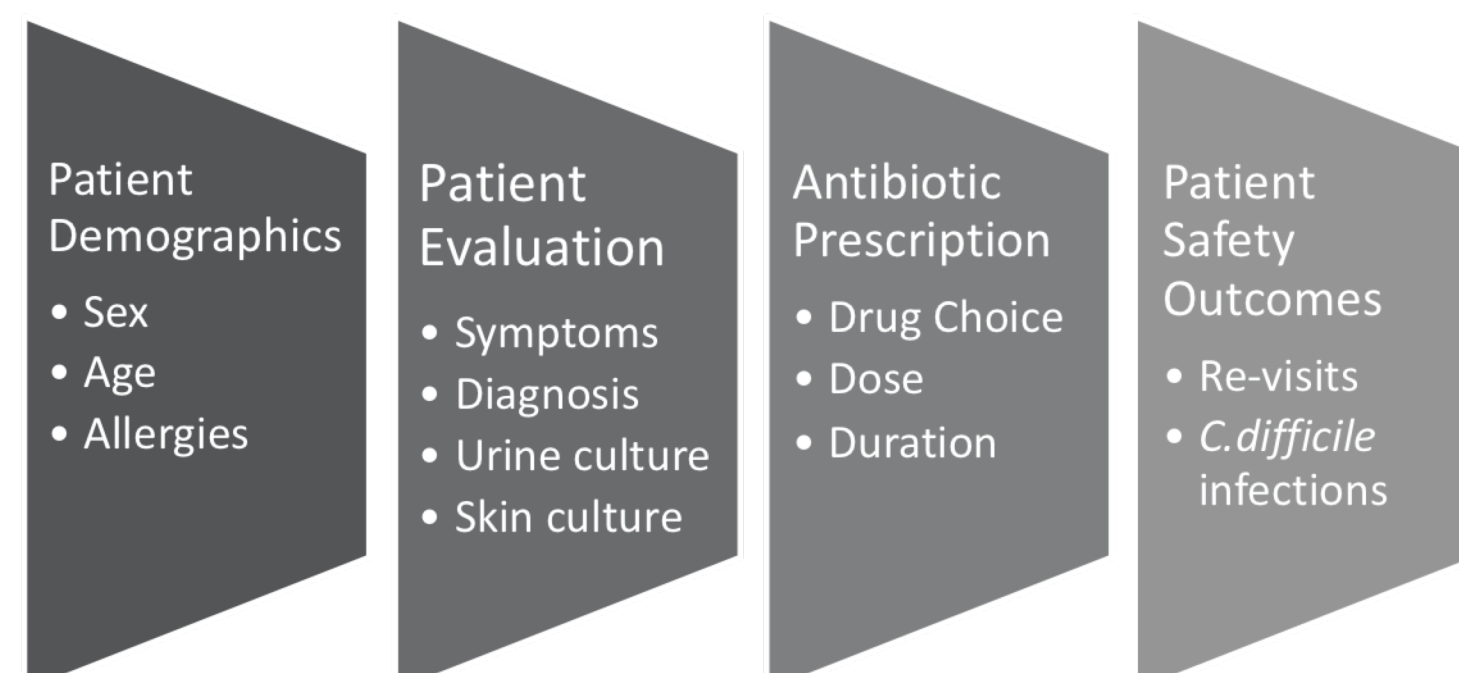 Patient
Demographics
• Sex
• Age
• Allergies
Patient
Evaluation
• Symptoms
• Diagnosis
• Urine culture
• Skin culture
Antibiotic
Prescription
• Drug Choice
• Dose
• Duration
Patient
Safety
Outcomes
• Re-visits
• C.difficile
infections